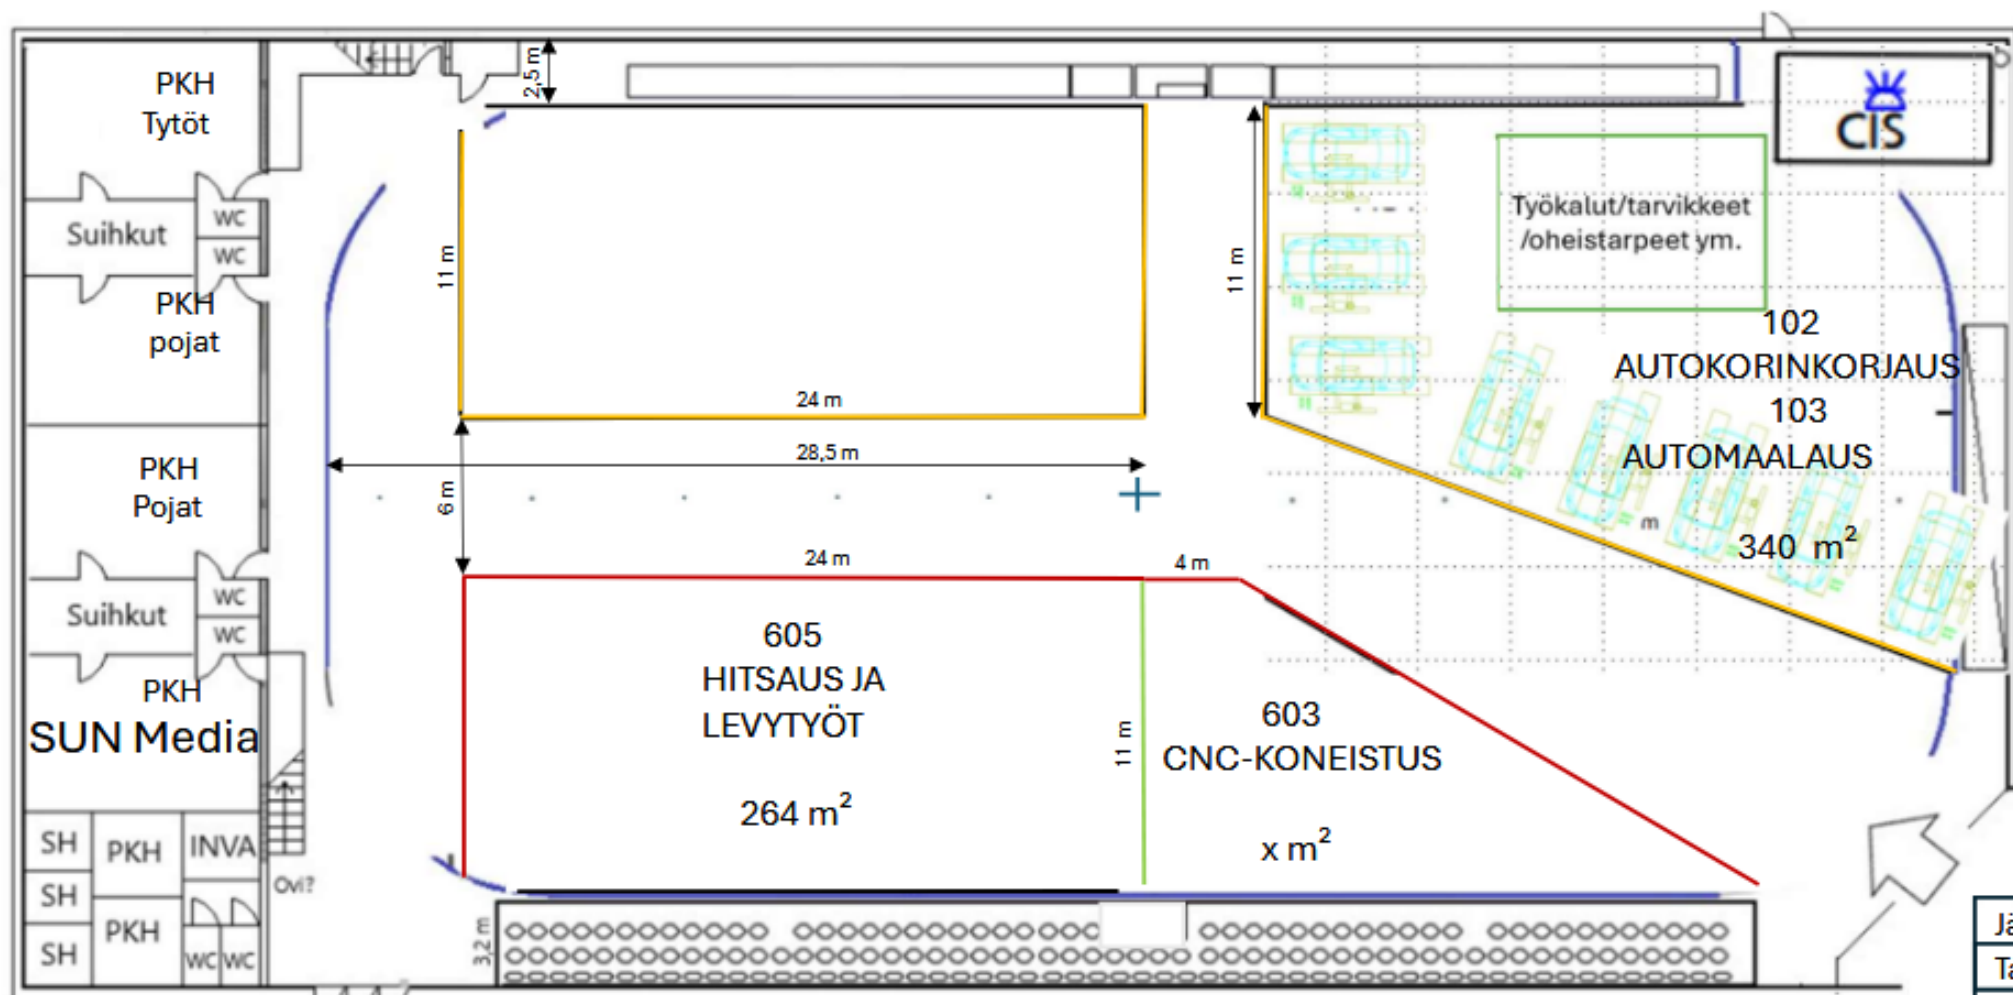 PKH
Tytöt
2,5 m
CIS
Suihkut
WC
WC
Työkalut/tarvikkeet
/oheistarpeet ym.
11 m
11 m
PKH
pojat
102
AUTOKORINKORJAUS
103
AUTOMAALAUS
340 m²
24 m
28,5 m
PKH
Pojat
6 m
m
24 m
4 m
Suihkut
WC
WC
605
HITSAUS JA
LEVYTYÖT
264 m²
PKH
SUN Media
11 m
603
CNC-KONEISTUS
x m²
SH
PKH
INVA
Ovi?
SH
PKH
SH
WC
WC
3,2 m